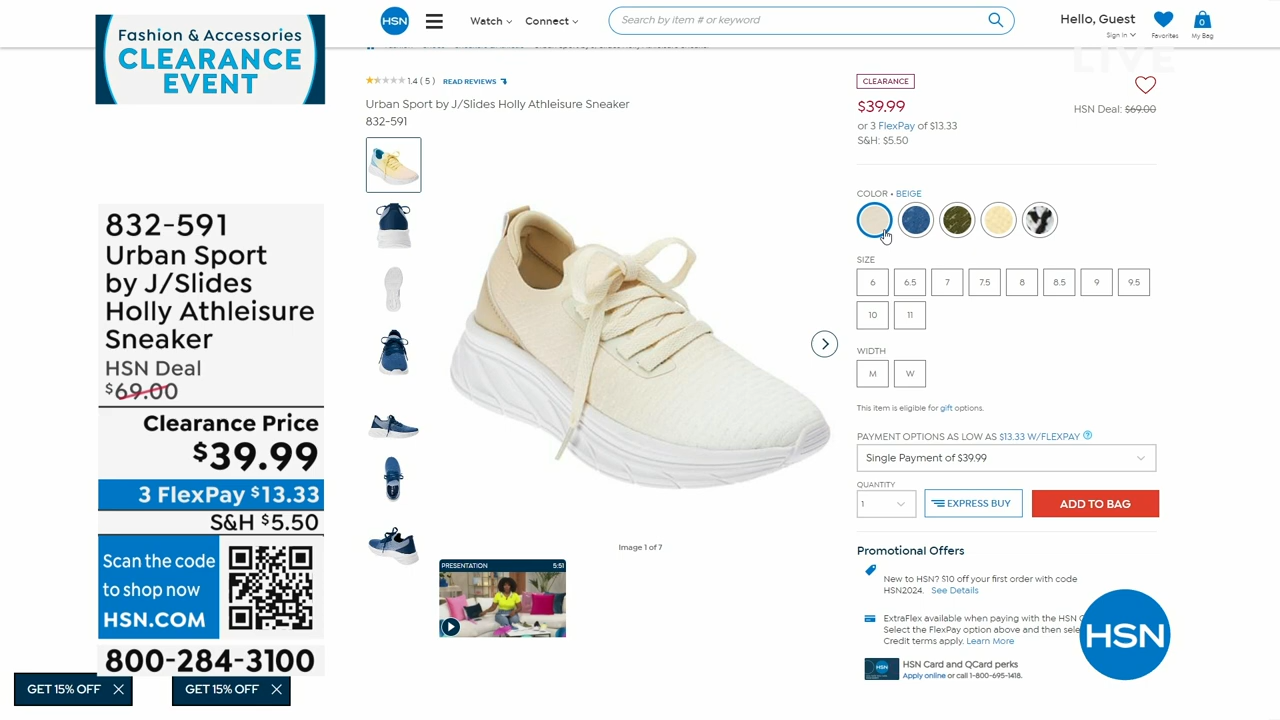 Fashion & Accessories
CLEARANCE
EVENT
HSN
Watch
Connect
Search by item # or keyword
Hello, Guest
Sign In
Favorites
0
My Bag
LIVE
1.4 ( 5 )
READ REVIEWS
Urban Sport by J/Slides Holly Athleisure Sneaker
832-591
CLEARANCE
$39.99
HSN Deal: $69.00
or 3 FlexPay of $13.33
S&H: $5.50
COLOR • BEIGE
SIZE
6
6.5
7
7.5
8
8.5
9
9.5
10
11
WIDTH
M
W
This item is eligible for gift options.
PAYMENT OPTIONS AS LOW AS $13.33 W/FLEXPAY
Single Payment of $39.99
QUANTITY
1
EXPRESS BUY
ADD TO BAG
Image 1 of 7
PRESENTATION
5:51
Promotional Offers
New to HSN? $10 off your first order with code
HSN2024. See Details
ExtraFlex available when paying with the HSN
Select the FlexPay option above and then
Credit terms apply. Learn More
HSN
HSN Card and QCard perks
Apply online or call 1-800-695-1418.
HSN
832-591
Urban Sport
by J/Slides
Holly Athleisure
Sneaker
HSN Deal
$69.00
Clearance Price
$39.99
3 FlexPay $13.33
S&H $5.50
Scan the code
to shop now
HSN.COM
800-284-3100
GET 15% OFF
GET 15% OFF